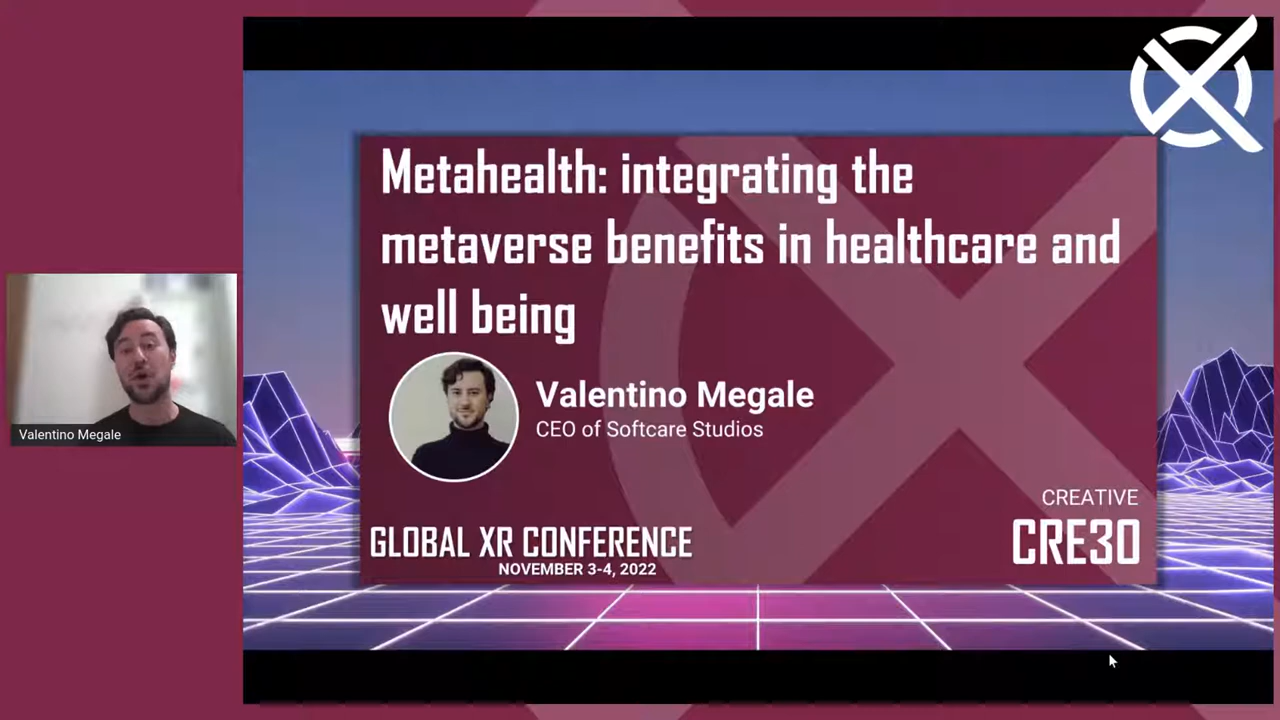 Metahealth: integrating the
metaverse benefits in healthcare and
well being
Valentino Megale
CEO of Softcare Studios
Valentino Megale
CREATIVE
CRE30
GLOBAL XR CONFERENCE
NOVEMBER 3-4, 2022